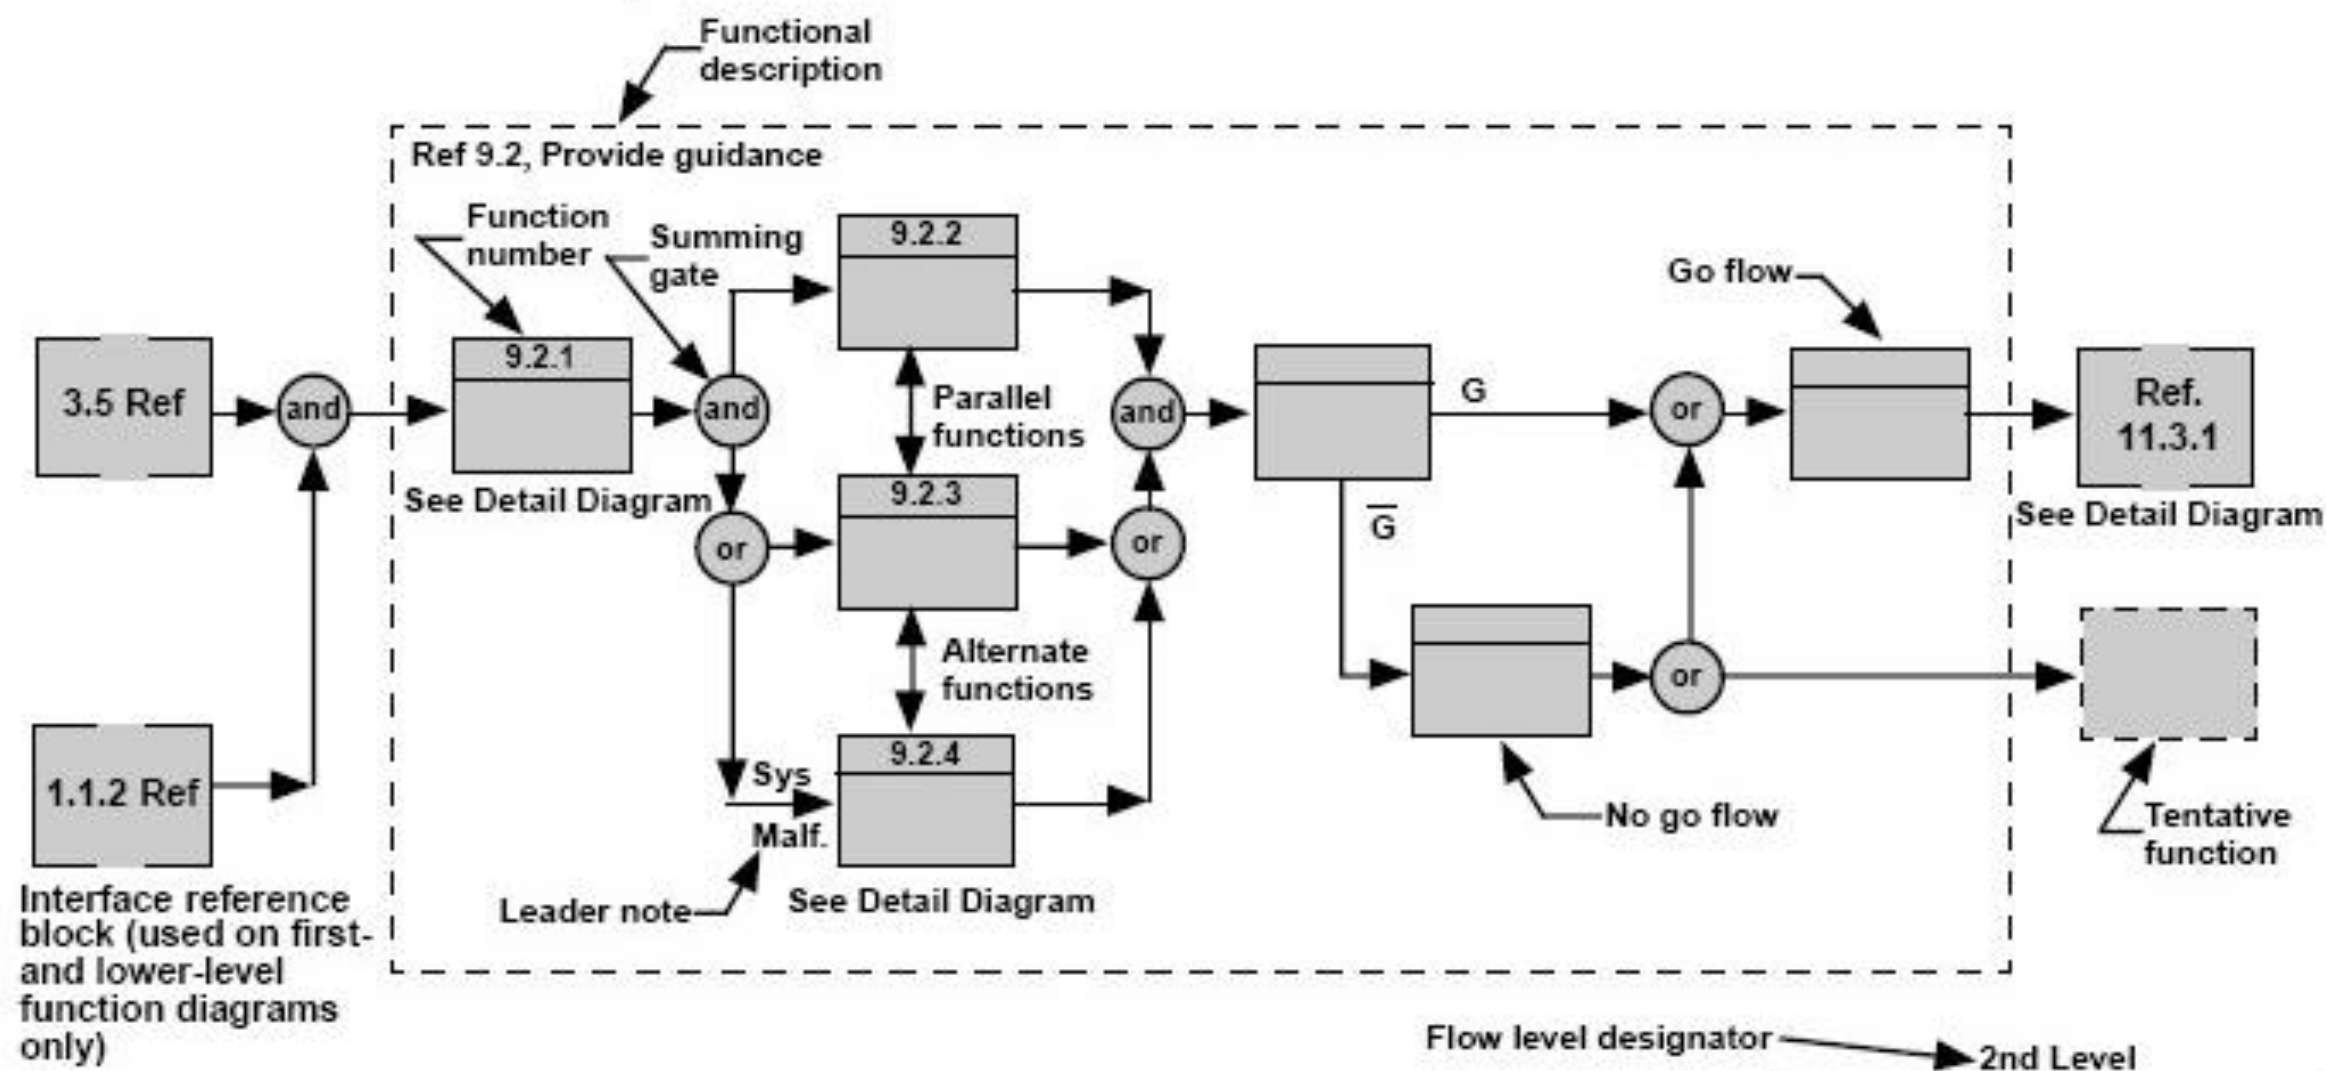 Functional
description
Ref 9.2, Provide guidance
Function
number
Summing
gate
9.2.2
Go flow
3.5 Ref
and
9.2.1
and
Parallel
functions
and
G
or
Ref.
11.3.1
See Detail Diagram
or
9.2.3
or
G̅
See Detail Diagram
Alternate
functions
or
1.1.2 Ref
Sys
Malf.
9.2.4
No go flow
Tentative
function
Leader note
See Detail Diagram
Interface reference
block (used on first-
and lower-level
function diagrams
only)
Flow level designator
2nd Level